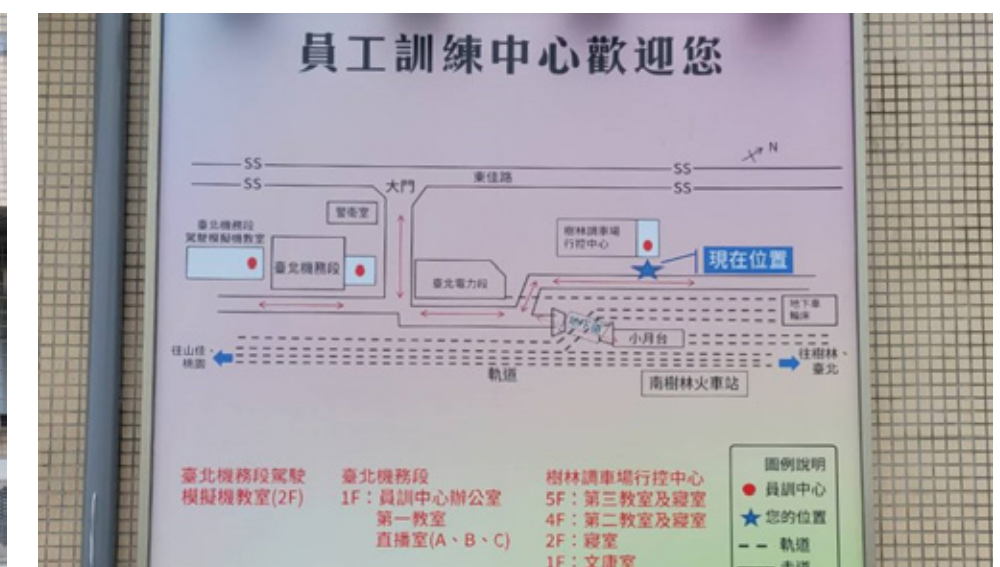 員工訓練中心歡迎您
N
SS
SS
SS
SS
東佳路
大門
警衛室
臺北機務段
駕駛模擬機教室
臺北機務段
臺北電力段
樹林調車場
行控中心
現在位置
地下車
輪床
地下道
小月台
往山佳、
桃園
往樹林、
臺北
軌道
南樹林火車站
臺北機務段駕駛
模擬機教室(2F)
臺北機務段
1F：員訓中心辦公室
第一教室
直播室(A、B、C)
樹林調車場行控中心
5F：第三教室及寢室
4F：第二教室及寢室
2F：寢室
1F：文康室
圖例說明
員訓中心
您的位置
軌道